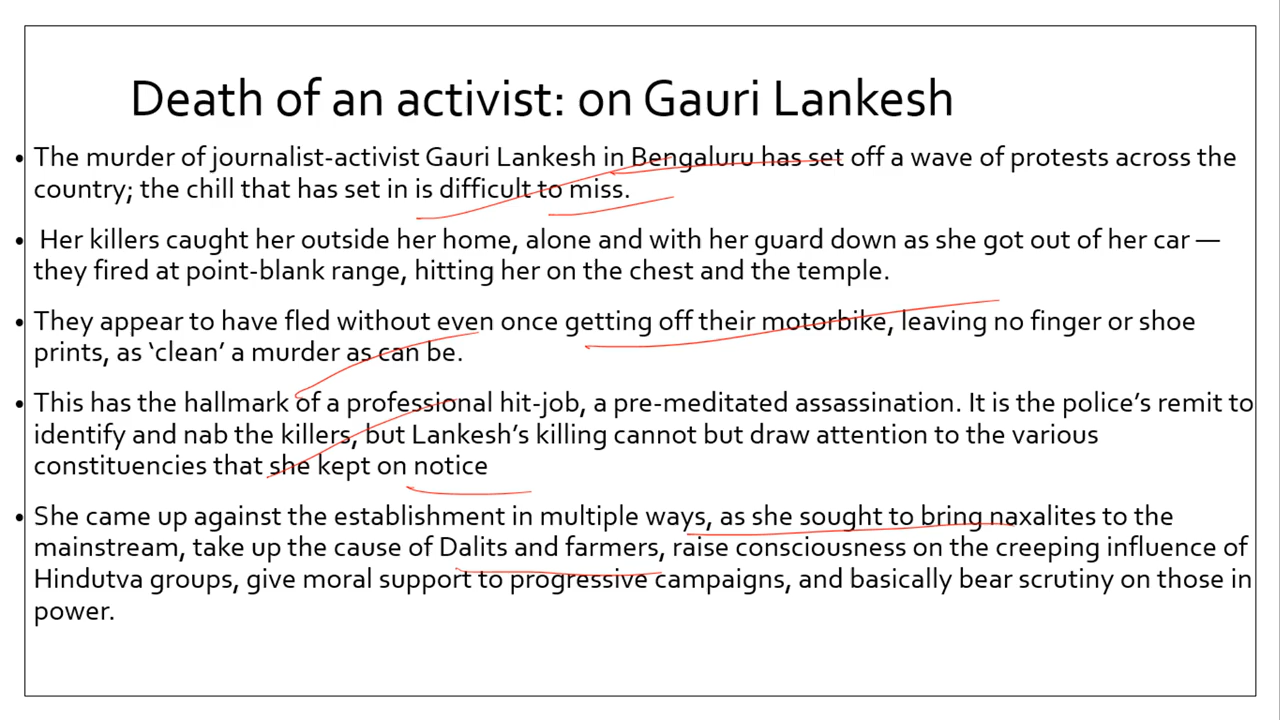 Death of an activist: on Gauri Lankesh
• The murder of journalist-activist Gauri Lankesh in Bengaluru has set off a wave of protests across the
country; the chill that has set in is difficult to miss.
• Her killers caught her outside her home, alone and with her guard down as she got out of her car —
they fired at point-blank range, hitting her on the chest and the temple.
• They appear to have fled without even once getting off their motorbike, leaving no finger or shoe
prints, as ‘clean’ a murder as can be.
• This has the hallmark of a professional hit-job, a pre-meditated assassination. It is the police’s remit to
identify and nab the killers, but Lankesh’s killing cannot but draw attention to the various
constituencies that she kept on notice
• She came up against the establishment in multiple ways, as she sought to bring naxalites to the
mainstream, take up the cause of Dalits and farmers, raise consciousness on the creeping influence of
Hindutva groups, give moral support to progressive campaigns, and basically bear scrutiny on those in
power.